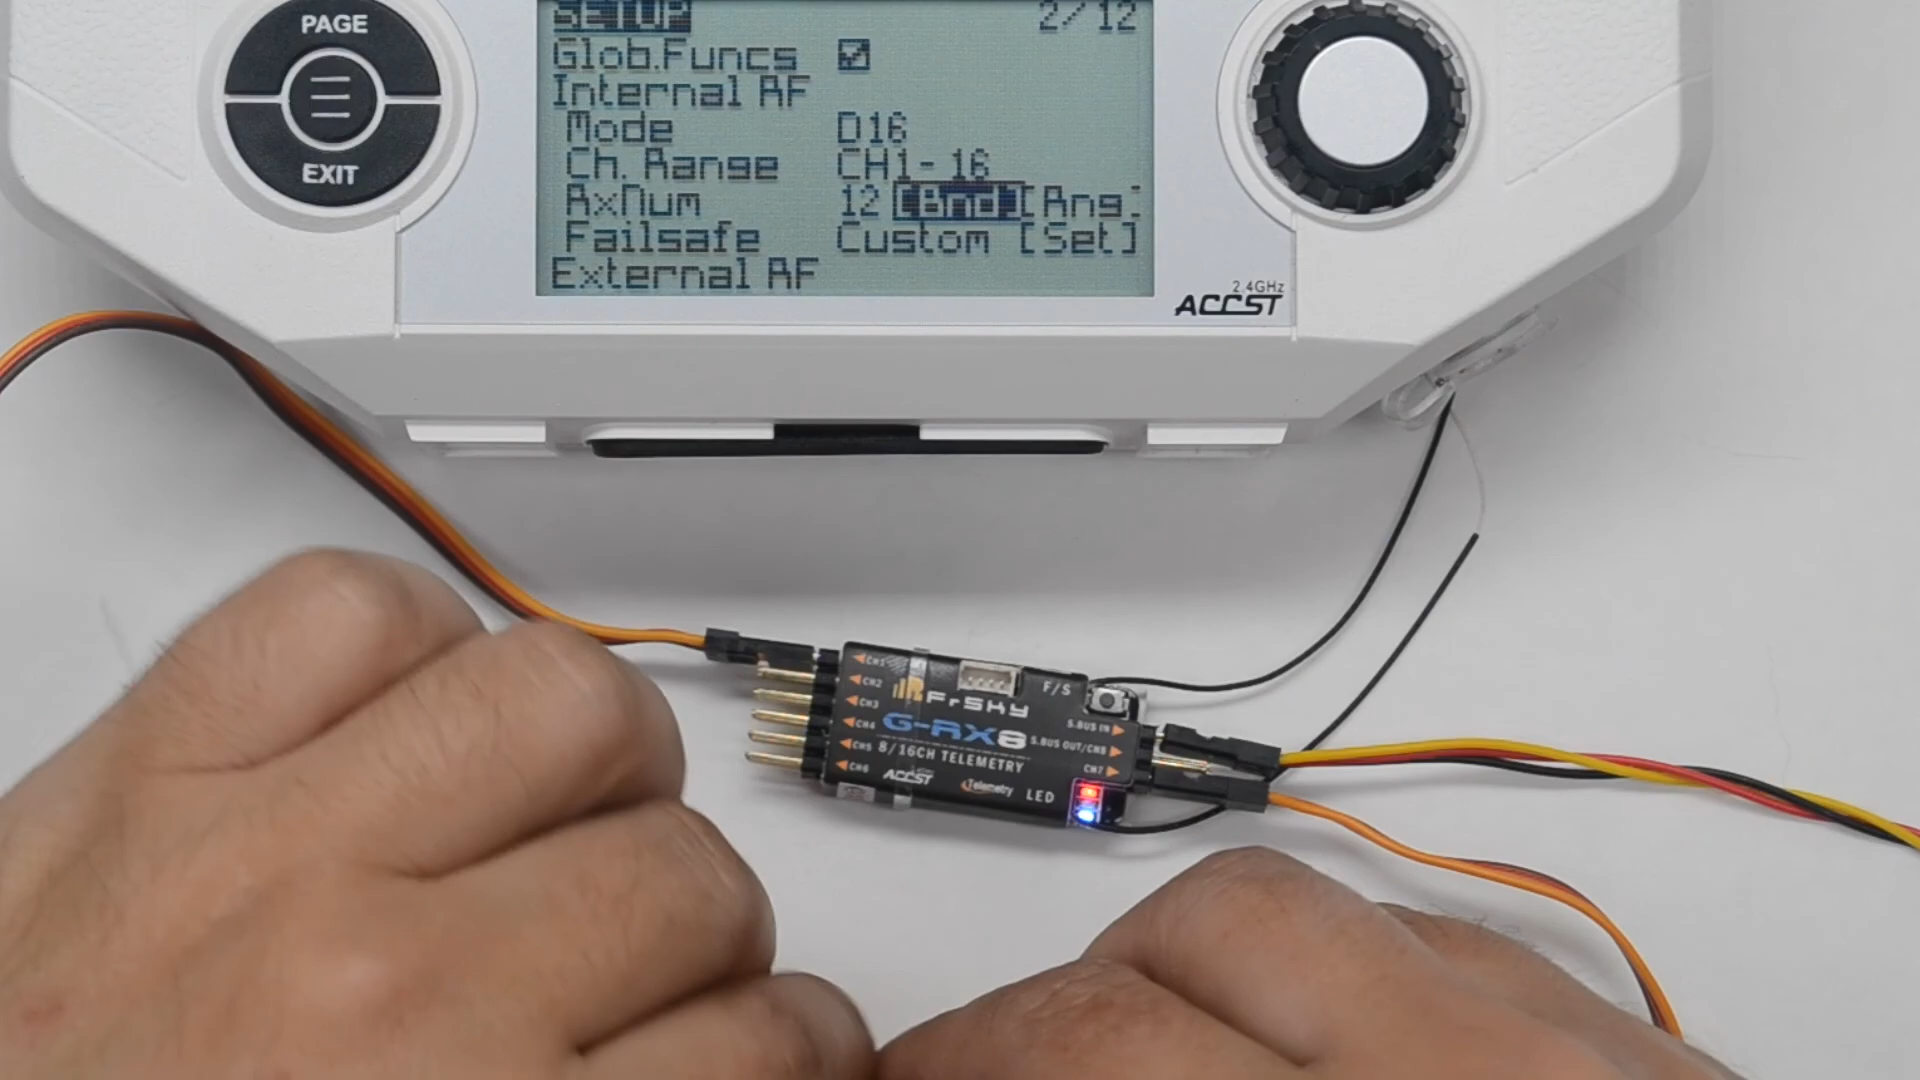 PAGE
EXIT
SETUP 2/12
Glob.Funcs
Internal RF
Mode D16
Ch. Range CH1-16
RxNum 12 [Bnd] [Rng]
Failsafe Custom [Set]
External RF
2.4GHz
ACCST
CH1
CH2
CH3
CH4
CH5
CH6
F/S
FrSKY
G-RX8
8/16CH TELEMETRY
ACCST
Telemetry
LED
S.BUS IN
S.BUS OUT/CH8
CH7